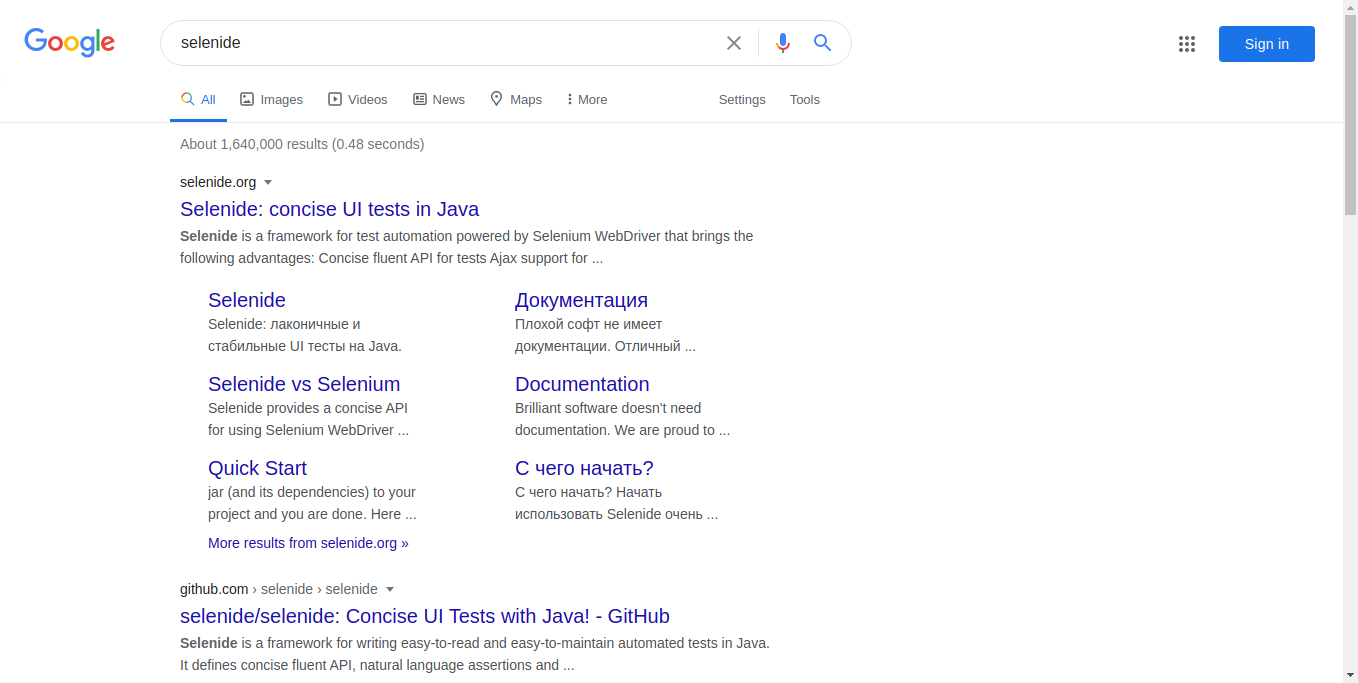 Google
selenide
Sign in
All Images Videos News Maps More Settings Tools
About 1,640,000 results (0.48 seconds)
selenide.org
Selenide: concise UI tests in Java
Selenide is a framework for test automation powered by Selenium WebDriver that brings the
following advantages: Concise fluent API for tests Ajax support for ...
Selenide
Selenide: лаконичные и
стабильные UI тесты на Java.
Документация
Плохой софт не имеет
документации. Отличный ...
Selenide vs Selenium
Selenide provides a concise API
for using Selenium WebDriver ...
Documentation
Brilliant software doesn't need
documentation. We are proud to ...
Quick Start
jar (and its dependencies) to your
project and you are done. Here ...
С чего начать?
С чего начать? Начать
использовать Selenide очень ...
More results from selenide.org »
github.com › selenide › selenide
selenide/selenide: Concise UI Tests with Java! - GitHub
Selenide is a framework for writing easy-to-read and easy-to-maintain automated tests in Java.
It defines concise fluent API, natural language assertions and ...